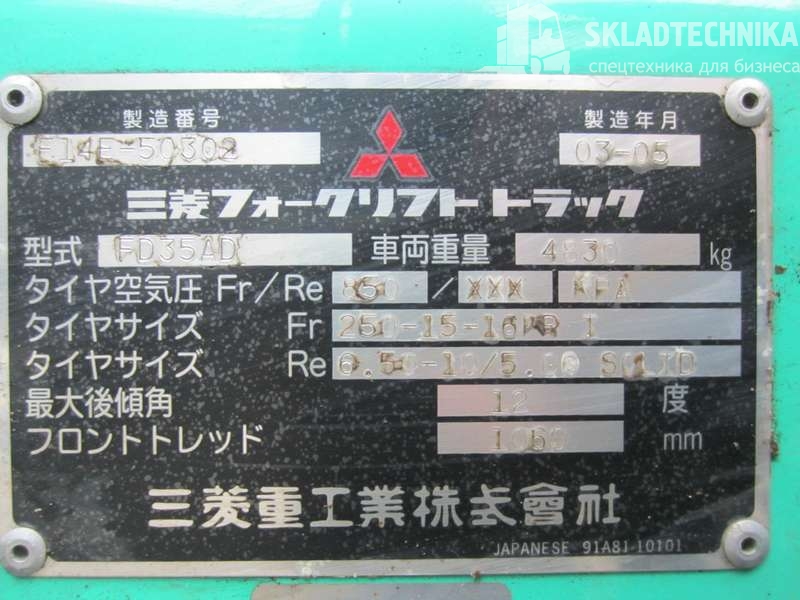 SKLADTECHNIKA
спецтехника для бизнеса
製造番号 製造年月
F14E-50302 03-05
三菱フォークリフト トラック
型式 FD35AD 車両重量 4830 kg
タイヤ空気圧 Fr/Re 850 / XXX KPA
タイヤサイズ Fr 250-15-16PR I
タイヤサイズ Re 6.50-10/5.00 SOLID
最大後傾角 12 度
フロントトレッド 1060 mm
三菱重工業株式會社
JAPANESE 91A81-10101